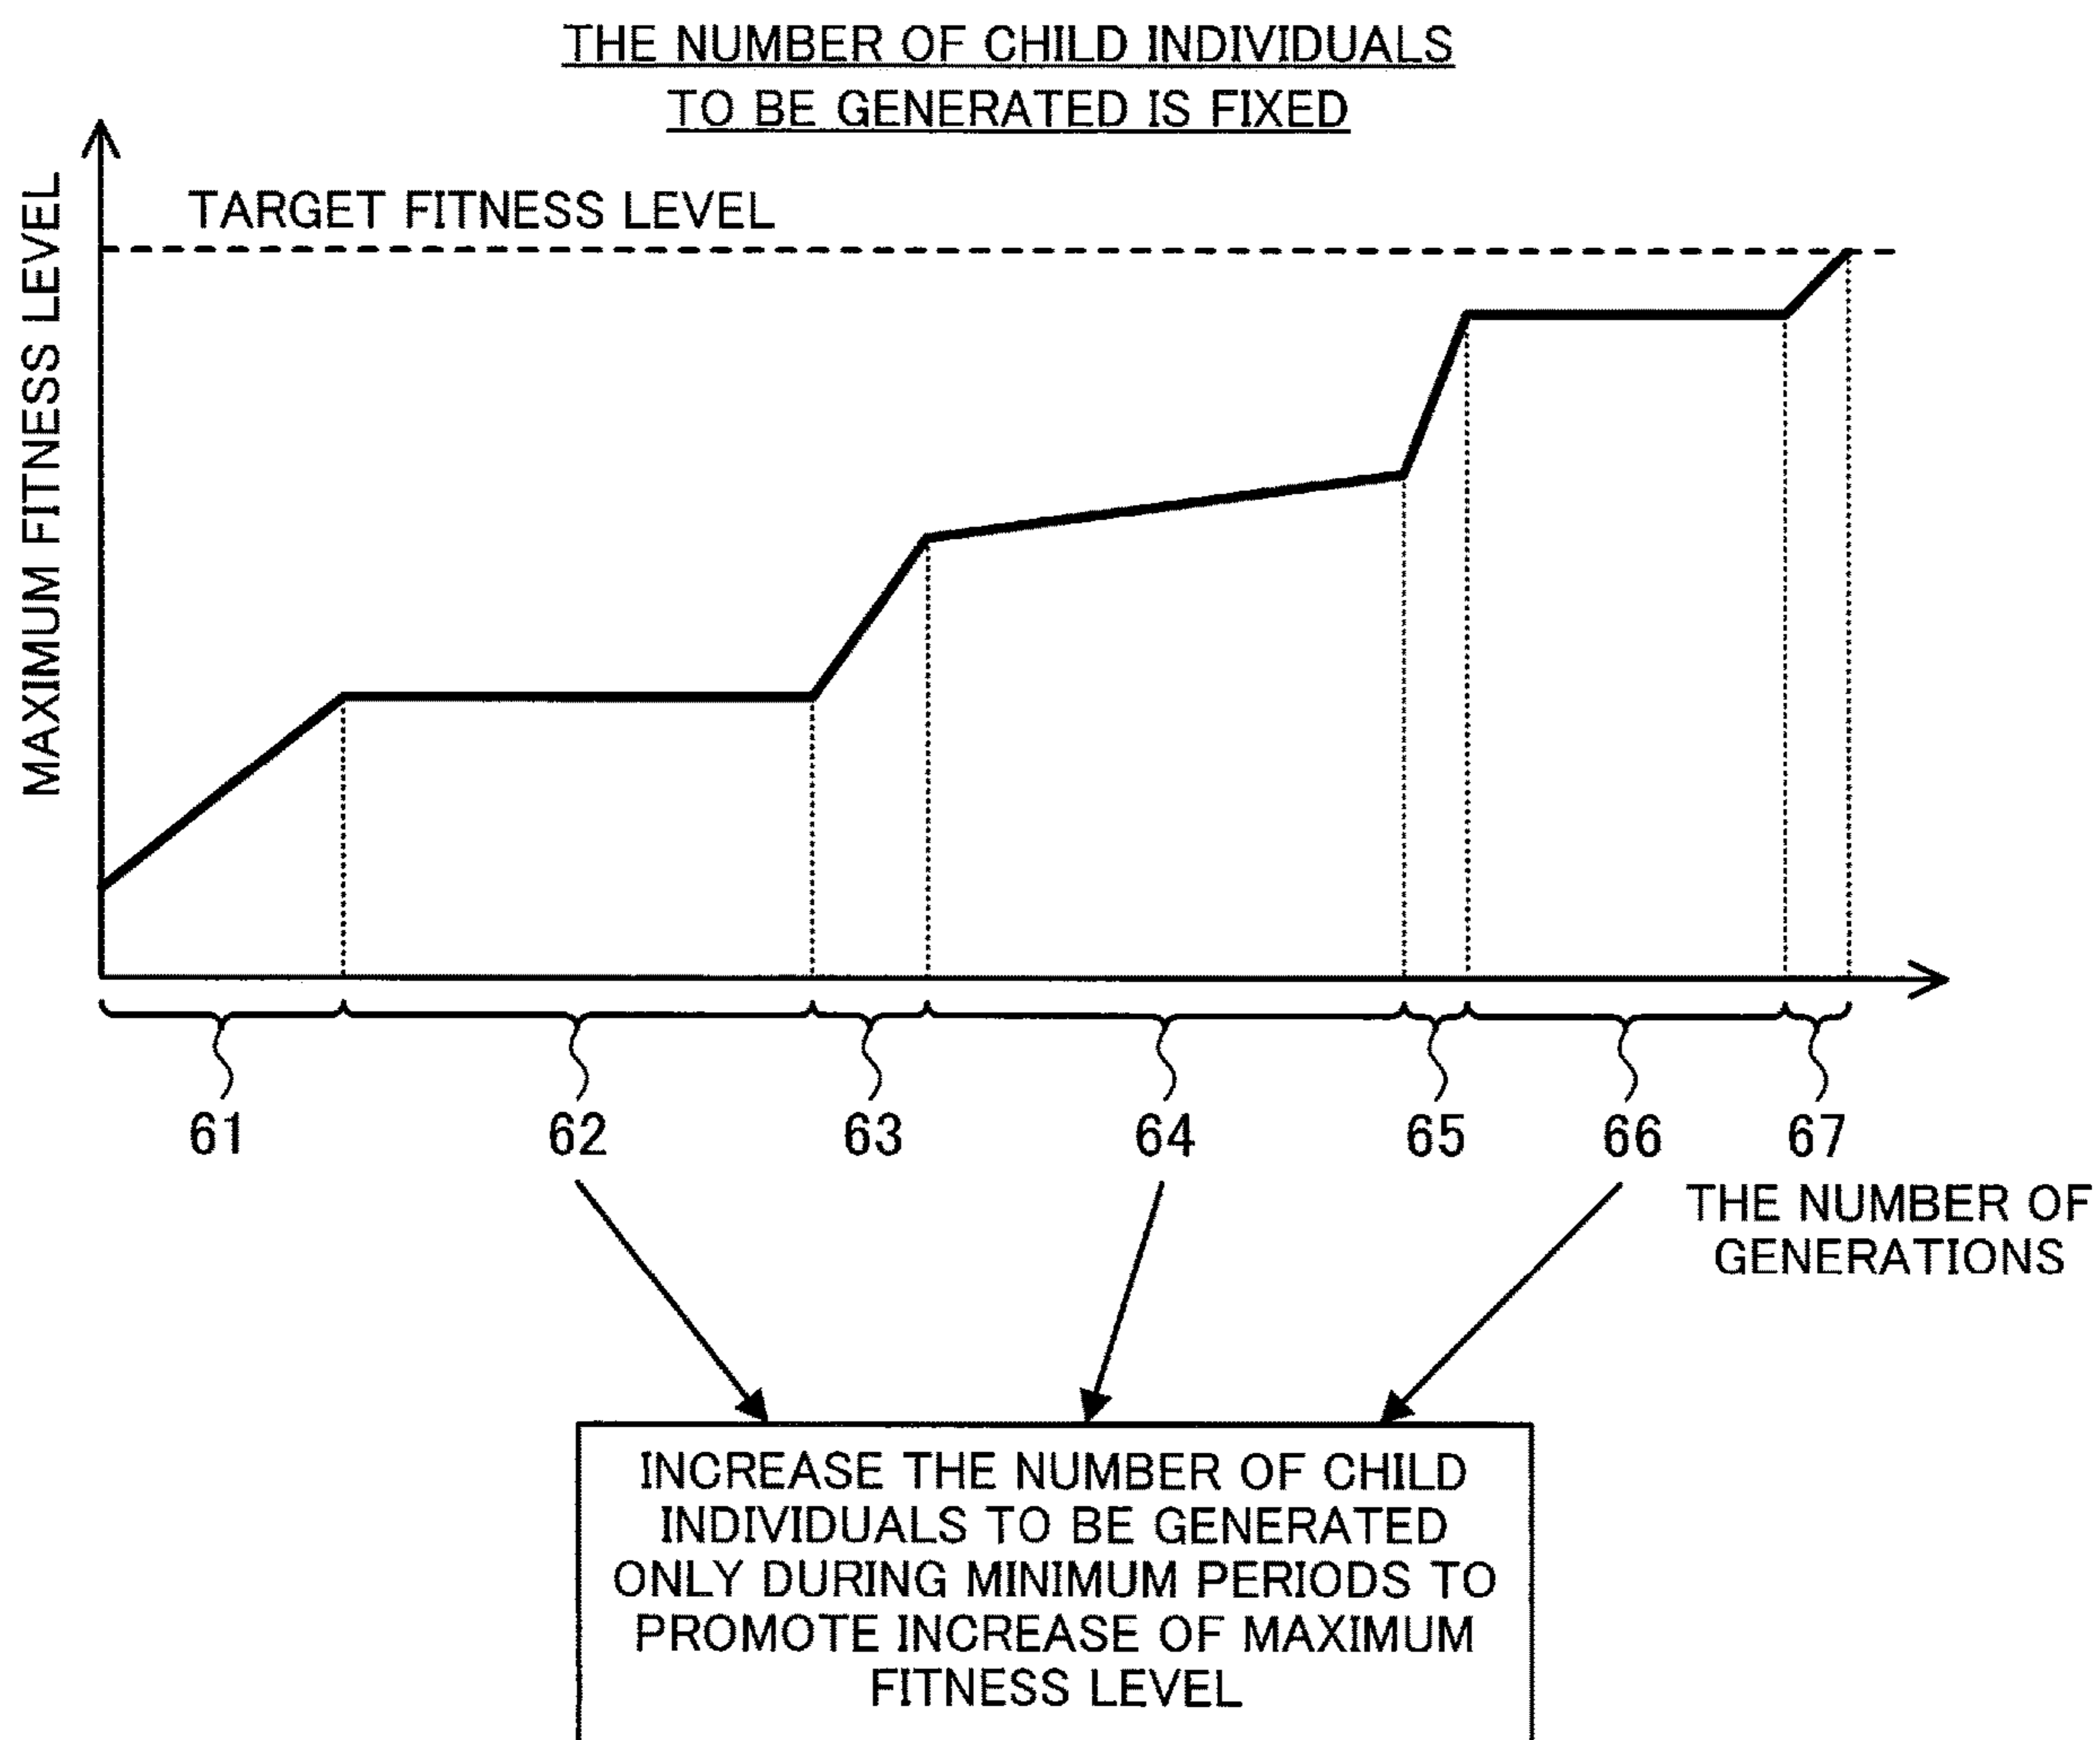 THE NUMBER OF CHILD INDIVIDUALS
TO BE GENERATED IS FIXED
MAXIMUM FITNESS LEVEL
TARGET FITNESS LEVEL
61
62
63
64
65
66
67
THE NUMBER OF
GENERATIONS
INCREASE THE NUMBER OF CHILD
INDIVIDUALS TO BE GENERATED
ONLY DURING MINIMUM PERIODS TO
PROMOTE INCREASE OF MAXIMUM
FITNESS LEVEL